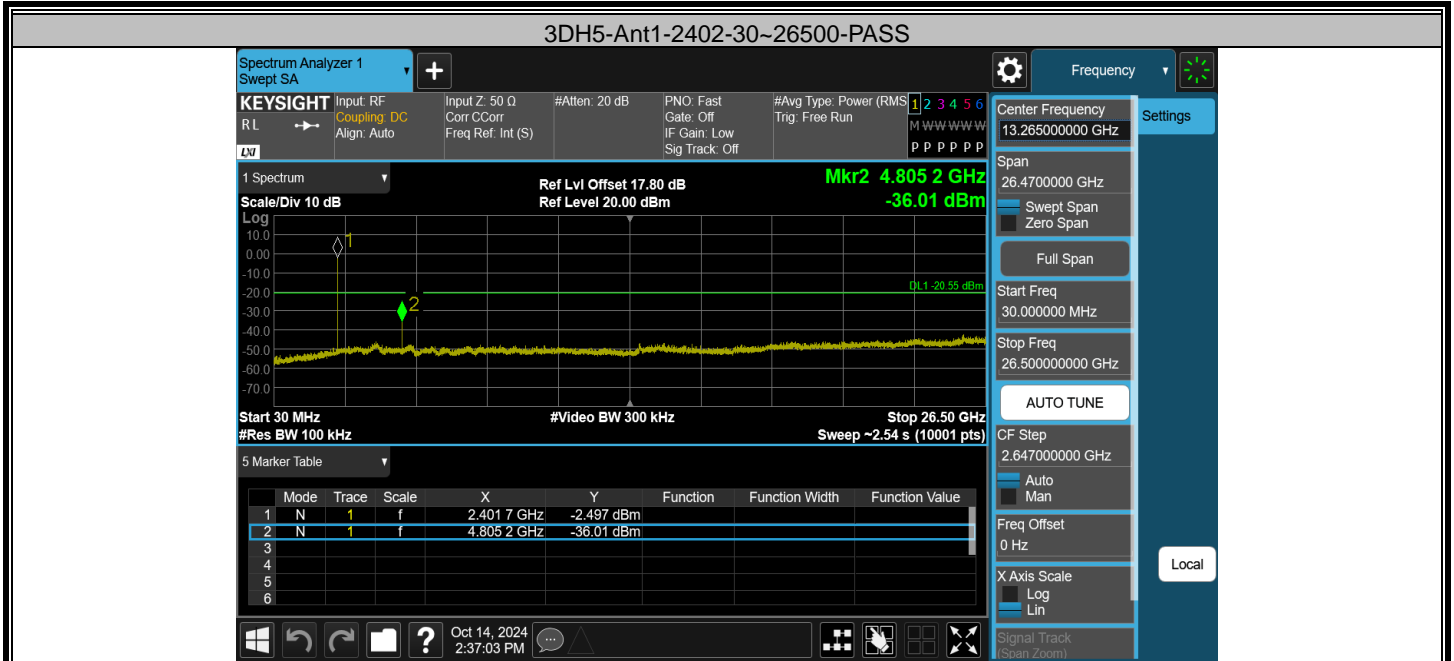 3DH5-Ant1-2402-30~26500-PASS
Spectrum Analyzer 1
Swept SA
Frequency
KEYSIGHT
Input: RF
Input Z: 50 Ω
#Atten: 20 dB
PNO: Fast
#Avg Type: Power (RMS
1 2 3 4 5 6
RL
Coupling: DC
Corr CCorr
Gate: Off
Trig: Free Run
M W W W W W
Align: Auto
Freq Ref: Int (S)
IF Gain: Low
P P P P P P
LXI
Sig Track: Off
1 Spectrum
Ref Lvl Offset 17.80 dB
Mkr2 4.805 2 GHz
Scale/Div 10 dB
Ref Level 20.00 dBm
-36.01 dBm
Log
10.0
0.00
-10.0
-20.0
-30.0
-40.0
-50.0
-60.0
-70.0
1
2
DL1 -20.55 dBm
Start 30 MHz
#Video BW 300 kHz
Stop 26.50 GHz
#Res BW 100 kHz
Sweep ~2.54 s (10001 pts)
5 Marker Table
Mode Trace Scale X Y Function Function Width Function Value
1 N 1 f 2.401 7 GHz -2.497 dBm
2 N 1 f 4.805 2 GHz -36.01 dBm
3
4
5
6
Oct 14, 2024
2:37:03 PM
Center Frequency
13.265000000 GHz
Span
26.4700000 GHz
Swept Span
Zero Span
Full Span
Start Freq
30.000000 MHz
Stop Freq
26.500000000 GHz
AUTO TUNE
CF Step
2.647000000 GHz
Auto
Man
Freq Offset
0 Hz
X Axis Scale
Log
Lin
Signal Track
(Span Zoom)
Settings
Local